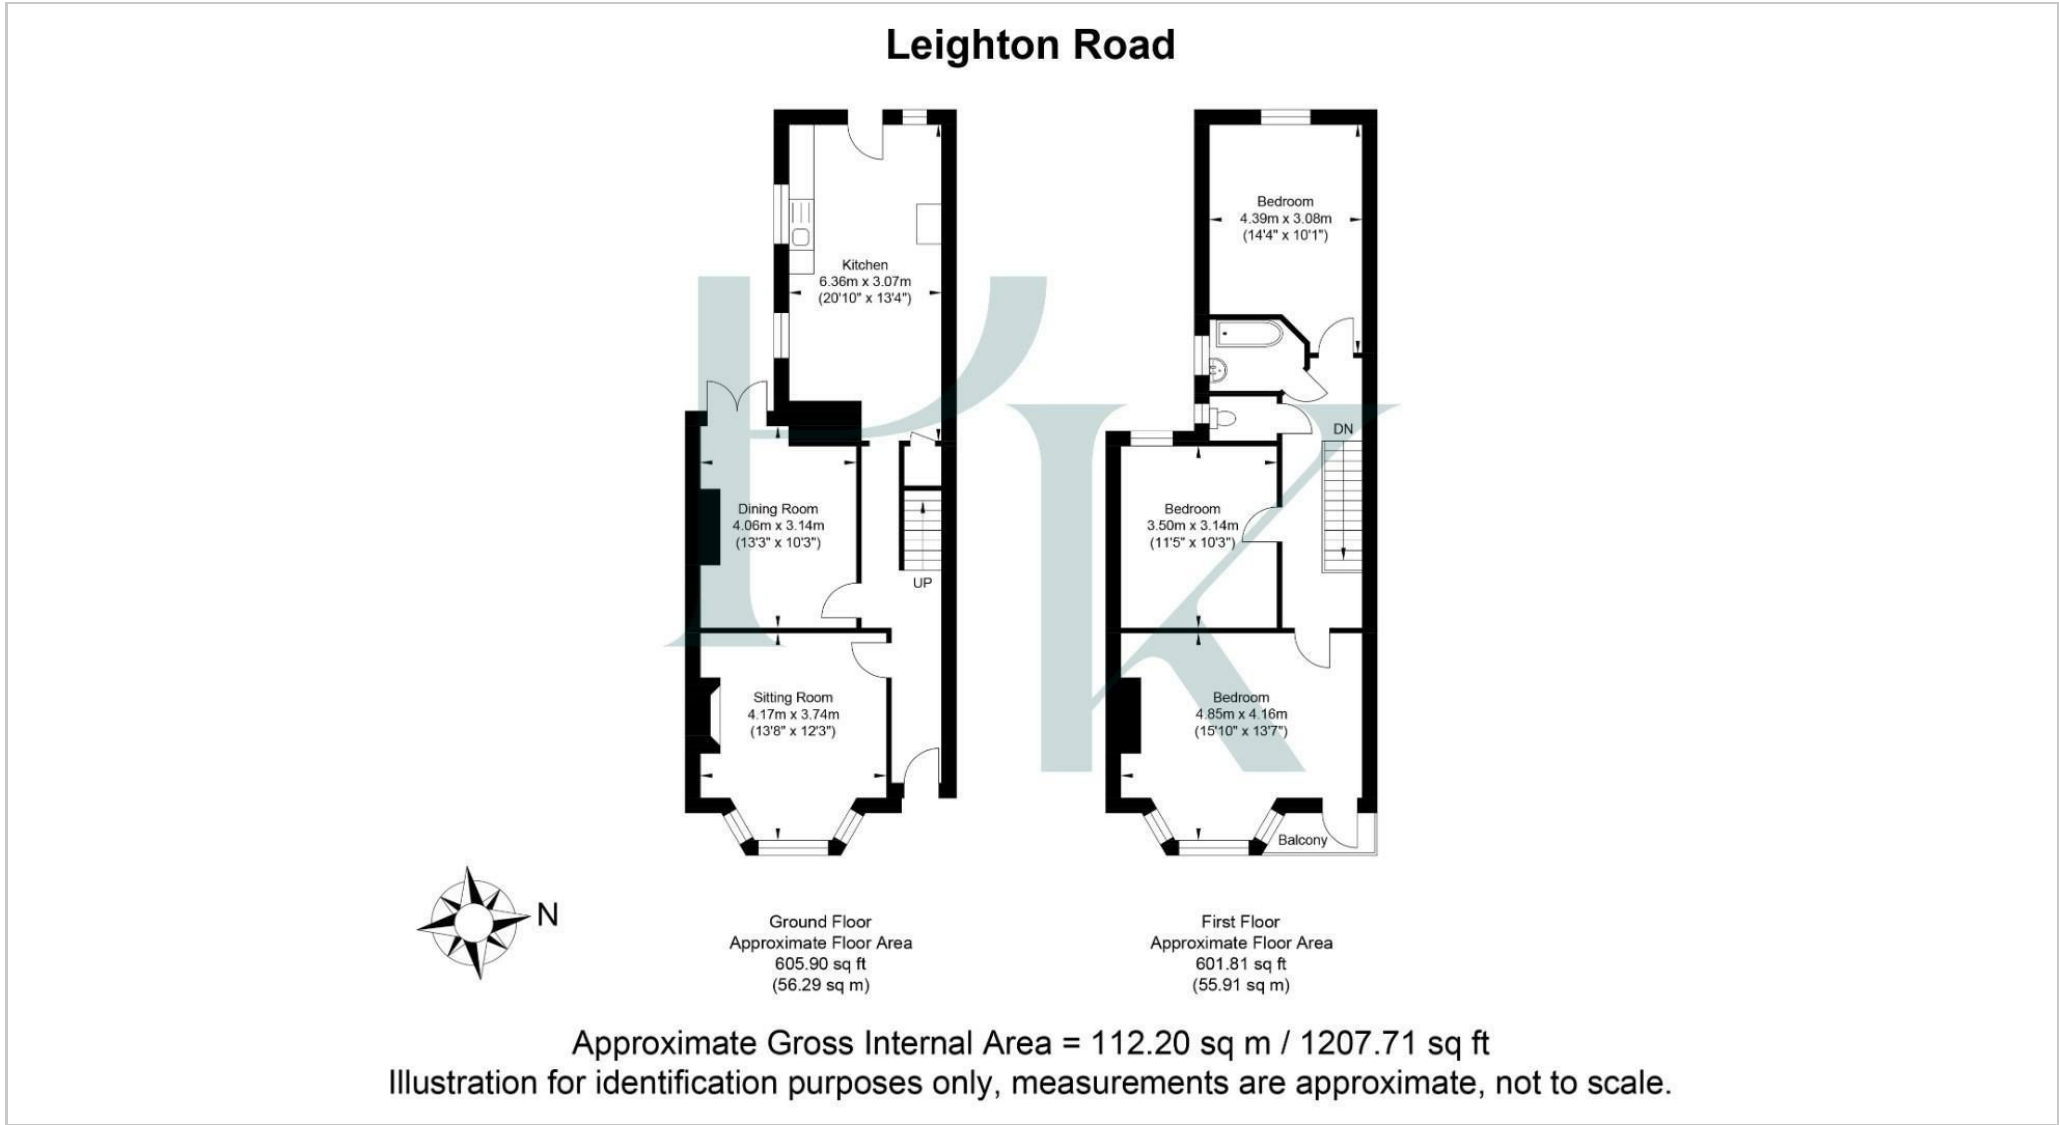 Leighton Road
Kitchen
6.36m x 3.07m
(20'10" x 13'4")
Dining Room
4.06m x 3.14m
(13'3" x 10'3")
UP
Sitting Room
4.17m x 3.74m
(13'8" x 12'3")
Bedroom
4.39m x 3.08m
(14'4" x 10'1")
DN
Bedroom
3.50m x 3.14m
(11'5" x 10'3")
Bedroom
4.85m x 4.16m
(15'10" x 13'7")
Balcony
PK
N
Ground Floor
Approximate Floor Area
605.90 sq ft
(56.29 sq m)
First Floor
Approximate Floor Area
601.81 sq ft
(55.91 sq m)
Approximate Gross Internal Area = 112.20 sq m / 1207.71 sq ft
Illustration for identification purposes only, measurements are approximate, not to scale.